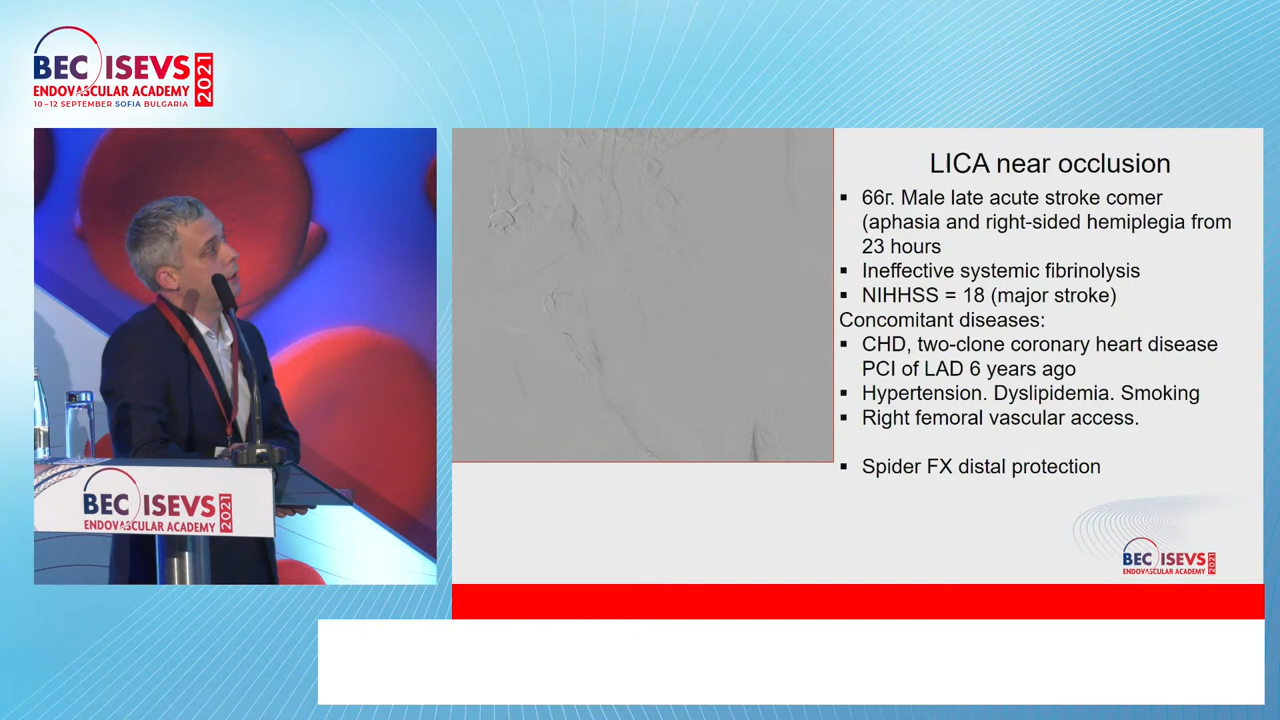 BEC ISEVS 2021
ENDOVASCULAR ACADEMY
10–12 SEPTEMBER SOFIA BULGARIA
BEC ISEVS 2021
ENDOVASCULAR ACADEMY
LICA near occlusion
▪ 66г. Male late acute stroke comer
(aphasia and right-sided hemiplegia from
23 hours
▪ Ineffective systemic fibrinolysis
▪ NIHHSS = 18 (major stroke)
Concomitant diseases:
▪ CHD, two-clone coronary heart disease
PCI of LAD 6 years ago
▪ Hypertension. Dyslipidemia. Smoking
▪ Right femoral vascular access.
▪ Spider FX distal protection
BEC ISEVS 2021
ENDOVASCULAR ACADEMY